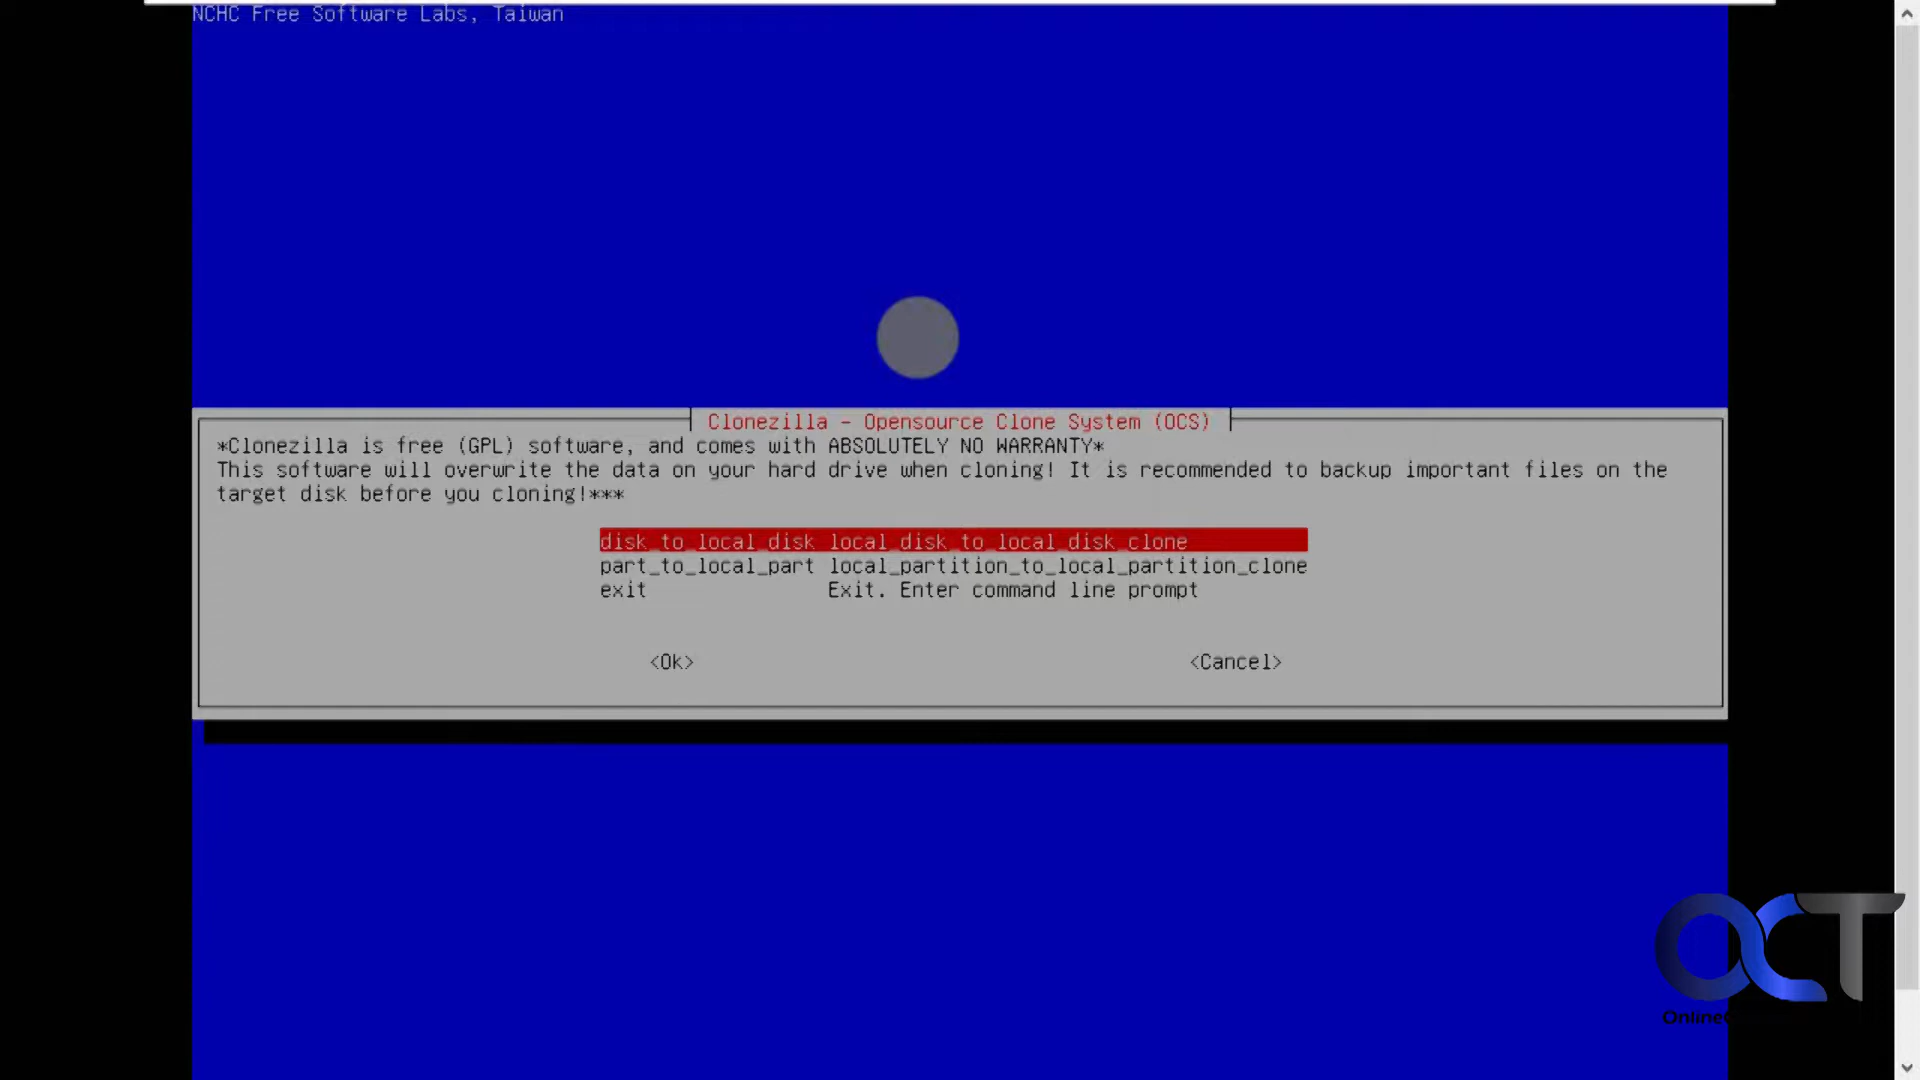 NCHC Free Software Labs, Taiwan
Clonezilla - Opensource Clone System (OCS)
*Clonezilla is free (GPL) software, and comes with ABSOLUTELY NO WARRANTY*
This software will overwrite the data on your hard drive when cloning! It is recommended to backup important files on the
target disk before you cloning!***
disk_to_local_disk local_disk_to_local_disk_clone
part_to_local_part local_partition_to_local_partition_clone
exit Exit. Enter command line prompt
<Ok> <Cancel>
OCT
Online